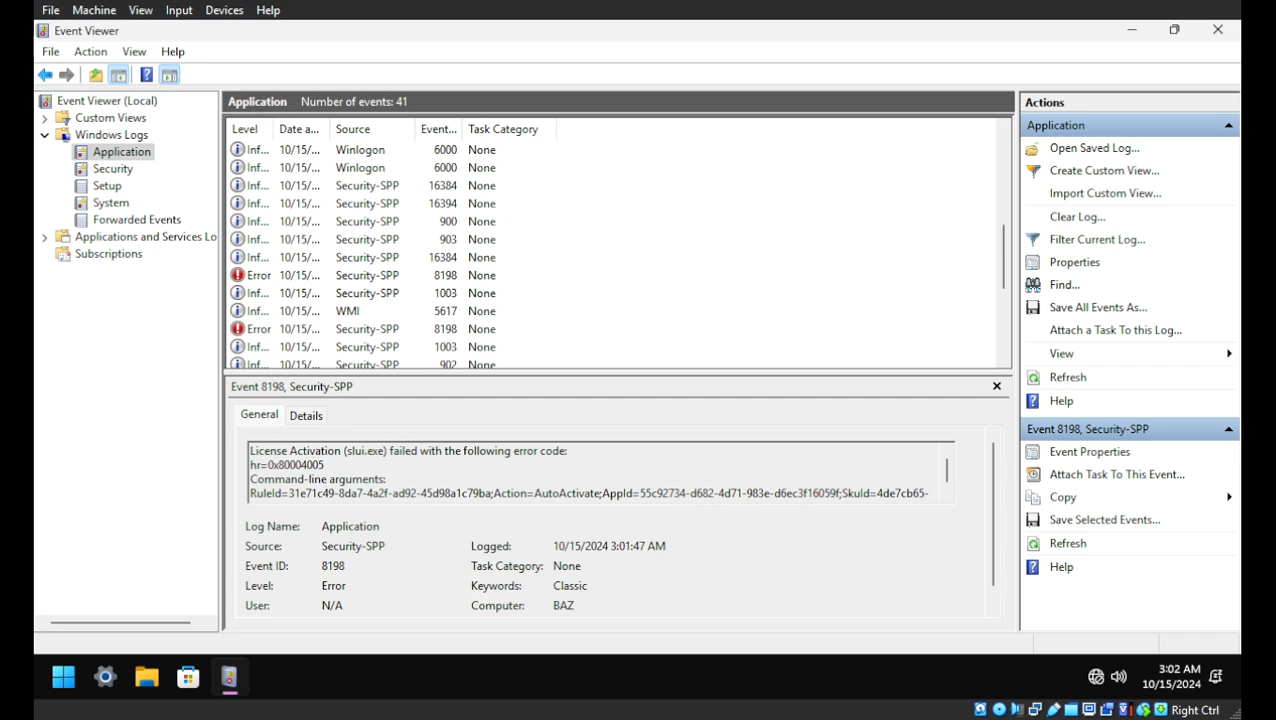 File Machine View Input Devices Help
Event Viewer
File Action View Help
Event Viewer (Local)
Custom Views
Windows Logs
Application
Security
Setup
System
Forwarded Events
Applications and Services Lo
Subscriptions
Application Number of events: 41
Level Date a... Source Event... Task Category
Inf... 10/15/... Winlogon 6000 None
Inf... 10/15/... Winlogon 6000 None
Inf... 10/15/... Security-SPP 16384 None
Inf... 10/15/... Security-SPP 16394 None
Inf... 10/15/... Security-SPP 900 None
Inf... 10/15/... Security-SPP 903 None
Inf... 10/15/... Security-SPP 16384 None
Error 10/15/... Security-SPP 8198 None
Inf... 10/15/... Security-SPP 1003 None
Inf... 10/15/... WMI 5617 None
Error 10/15/... Security-SPP 8198 None
Inf... 10/15/... Security-SPP 1003 None
Inf... 10/15/... Security-SPP 902 None
Event 8198, Security-SPP
General Details
License Activation (slui.exe) failed with the following error code:
hr=0x80004005
Command-line arguments:
RuleId=31e71c49-8da7-4a2f-ad92-45d98a1c79ba;Action=AutoActivate;AppId=55c92734-d682-4d71-983e-d6ec3f16059f;SkuId=4de7cb65-
Log Name: Application
Source: Security-SPP Logged: 10/15/2024 3:01:47 AM
Event ID: 8198 Task Category: None
Level: Error Keywords: Classic
User: N/A Computer: BAZ
Actions
Application
Open Saved Log...
Create Custom View...
Import Custom View...
Clear Log...
Filter Current Log...
Properties
Find...
Save All Events As...
Attach a Task To this Log...
View
Refresh
Help
Event 8198, Security-SPP
Event Properties
Attach Task To This Event...
Copy
Save Selected Events...
Refresh
Help
3:02 AM
10/15/2024
Right Ctrl